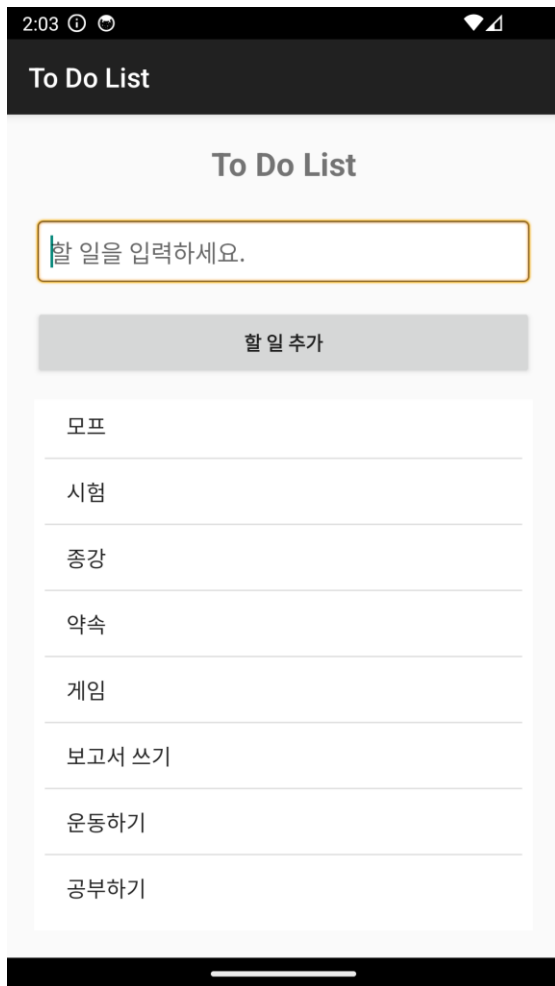 2:03
To Do List
To Do List
할 일을 입력하세요.
할 일 추가
모프
시험
종강
약속
게임
보고서 쓰기
운동하기
공부하기